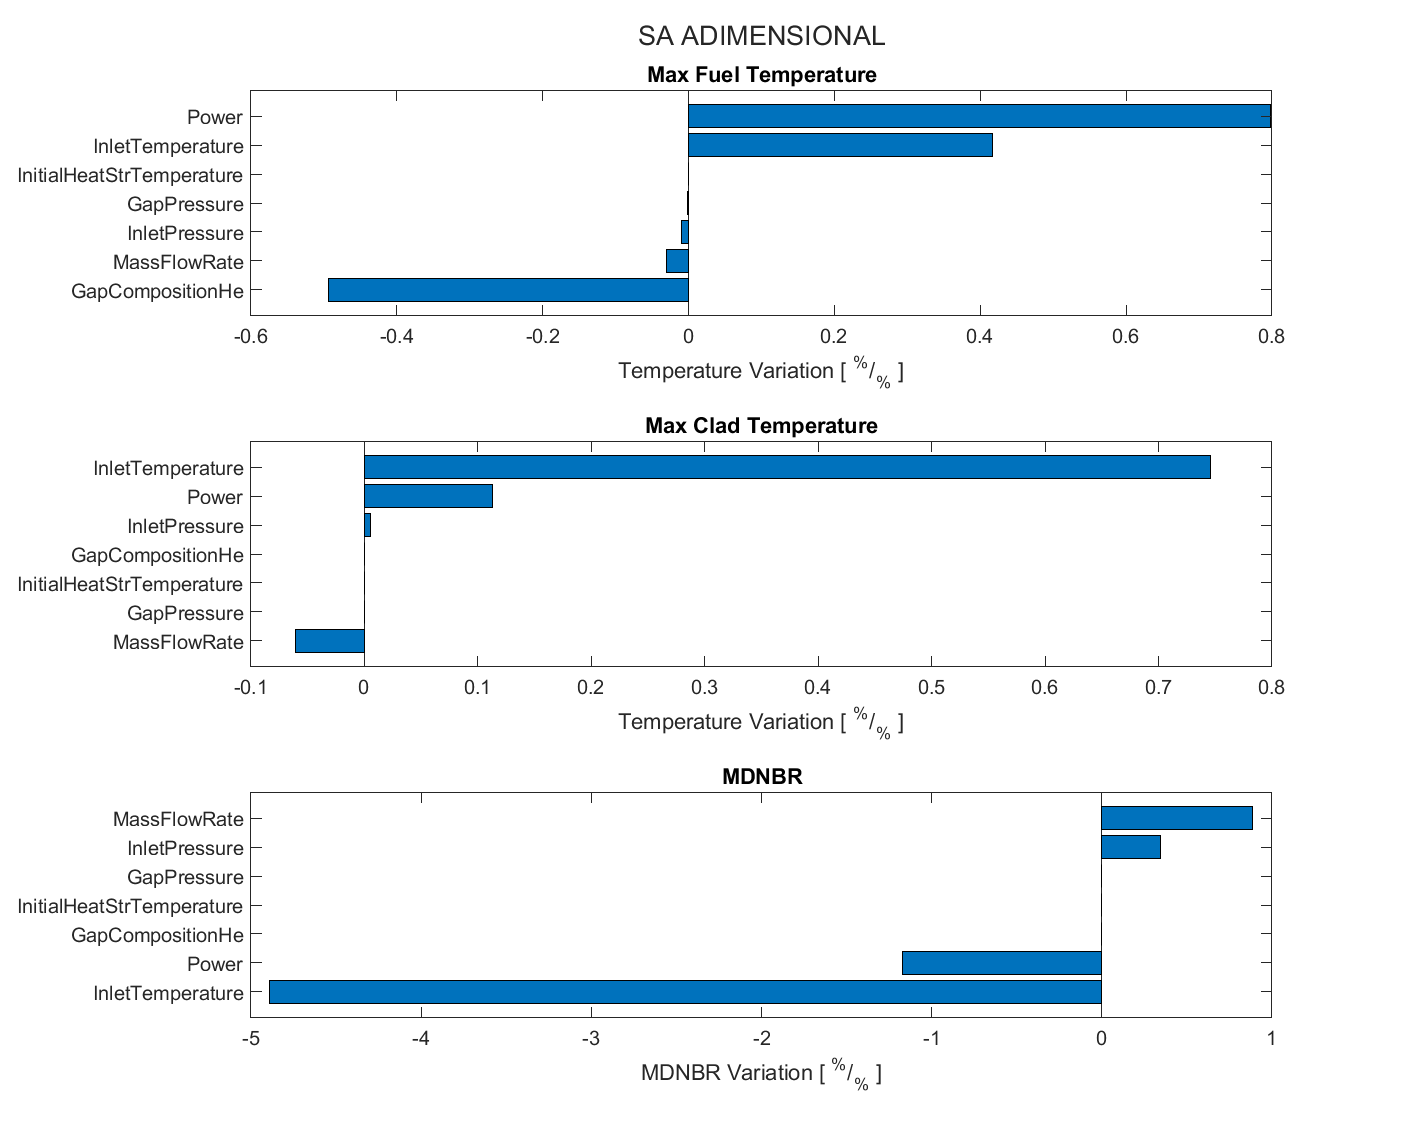 SA ADIMENSIONAL
Max Fuel Temperature
Power
InletTemperature
InitialHeatStrTemperature
GapPressure
InletPressure
MassFlowRate
GapCompositionHe
-0.6 -0.4 -0.2 0 0.2 0.4 0.6 0.8
Temperature Variation [ %/% ]
Max Clad Temperature
InletTemperature
Power
InletPressure
GapCompositionHe
InitialHeatStrTemperature
GapPressure
MassFlowRate
-0.1 0 0.1 0.2 0.3 0.4 0.5 0.6 0.7 0.8
Temperature Variation [ %/% ]
MDNBR
MassFlowRate
InletPressure
GapPressure
InitialHeatStrTemperature
GapCompositionHe
Power
InletTemperature
-5 -4 -3 -2 -1 0 1
MDNBR Variation [ %/% ]